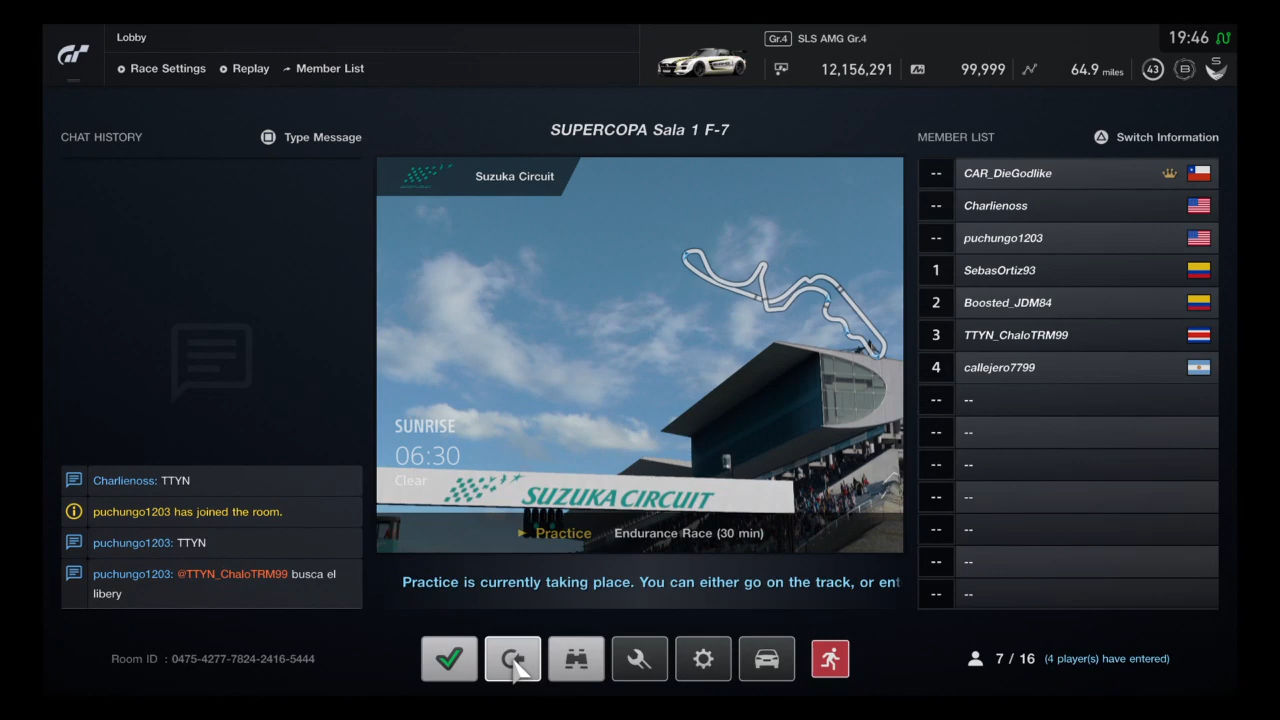 Lobby
Race Settings Replay Member List
Gr.4 SLS AMG Gr.4
19:46
12,156,291 99,999 64.9 miles 43 B S
CHAT HISTORY Type Message
SUPERCOPA Sala 1 F-7
MEMBER LIST Switch Information
Suzuka Circuit
-- CAR_DieGodlike
-- Charlienoss
-- puchungo1203
1 SebasOrtiz93
2 Boosted_JDM84
3 TTYN_ChaloTRM99
4 callejero7799
-- --
-- --
-- --
-- --
-- --
-- --
-- --
SUNRISE
06:30
Clear
SUZUKA CIRCUIT
Practice Endurance Race (30 min)
Charlienoss: TTYN
puchungo1203 has joined the room.
puchungo1203: TTYN
puchungo1203: @TTYN_ChaloTRM99 busca el
libery
Practice is currently taking place. You can either go on the track, or ent
Room ID : 0475-4277-7824-2416-5444
7 / 16 (4 player(s) have entered)